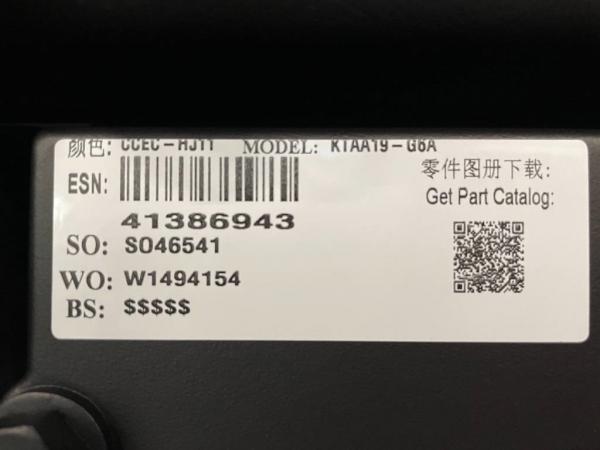 颜色: CCEC-HJ11 MODEL: KTAA19-G6A
ESN:
41386943
SO: SO46541
WO: W1494154
BS: $$$$$
零件图册下载:
Get Part Catalog: